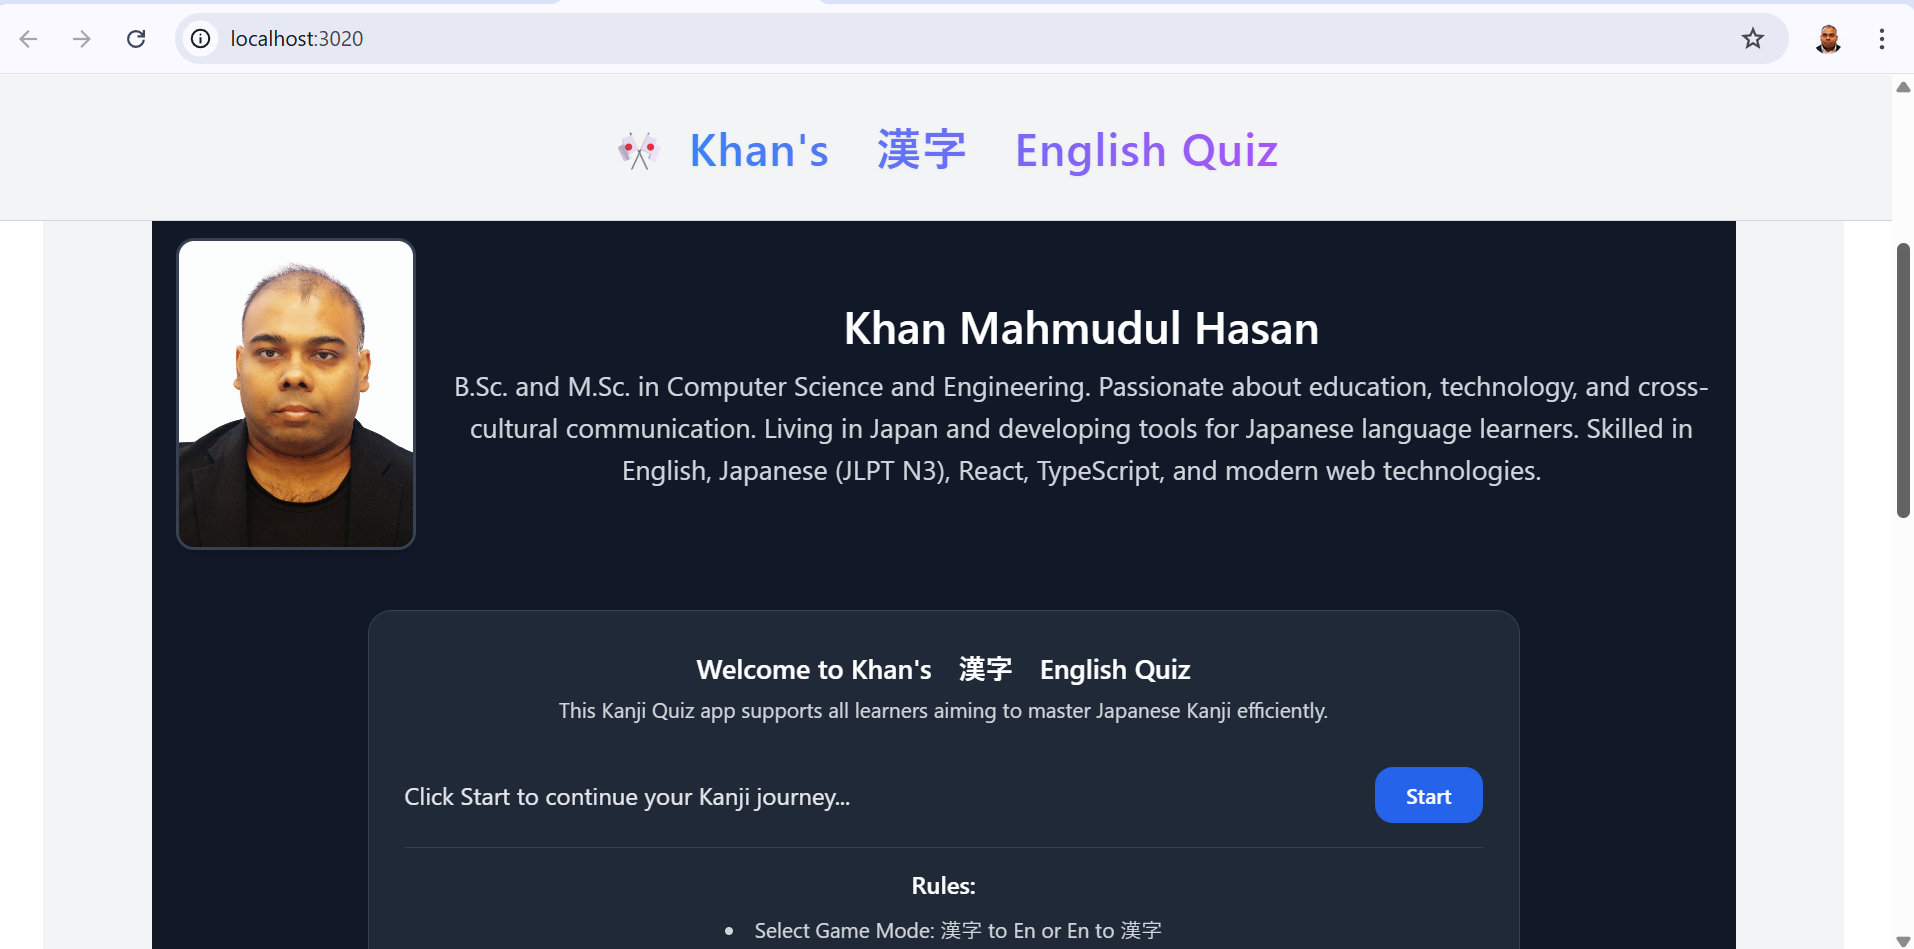 localhost:3020
🎌 Khan's　漢字　English Quiz
Khan Mahmudul Hasan
B.Sc. and M.Sc. in Computer Science and Engineering. Passionate about education, technology, and cross-
cultural communication. Living in Japan and developing tools for Japanese language learners. Skilled in
English, Japanese (JLPT N3), React, TypeScript, and modern web technologies.
Welcome to Khan's　漢字　English Quiz
This Kanji Quiz app supports all learners aiming to master Japanese Kanji efficiently.
Click Start to continue your Kanji journey...
Start
Rules:
• Select Game Mode: 漢字 to En or En to 漢字